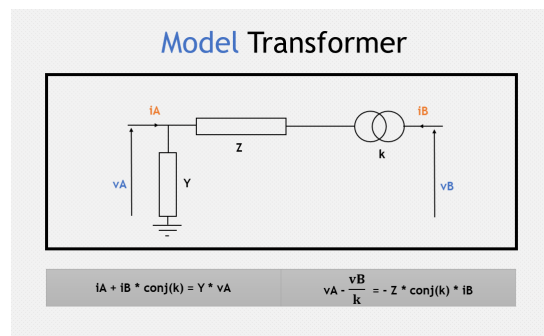 Model Transformer
iA
iB
Z
k
vA
Y
vB
iA + iB * conj(k) = Y * vA
vA - vB/k = - Z * conj(k) * iB